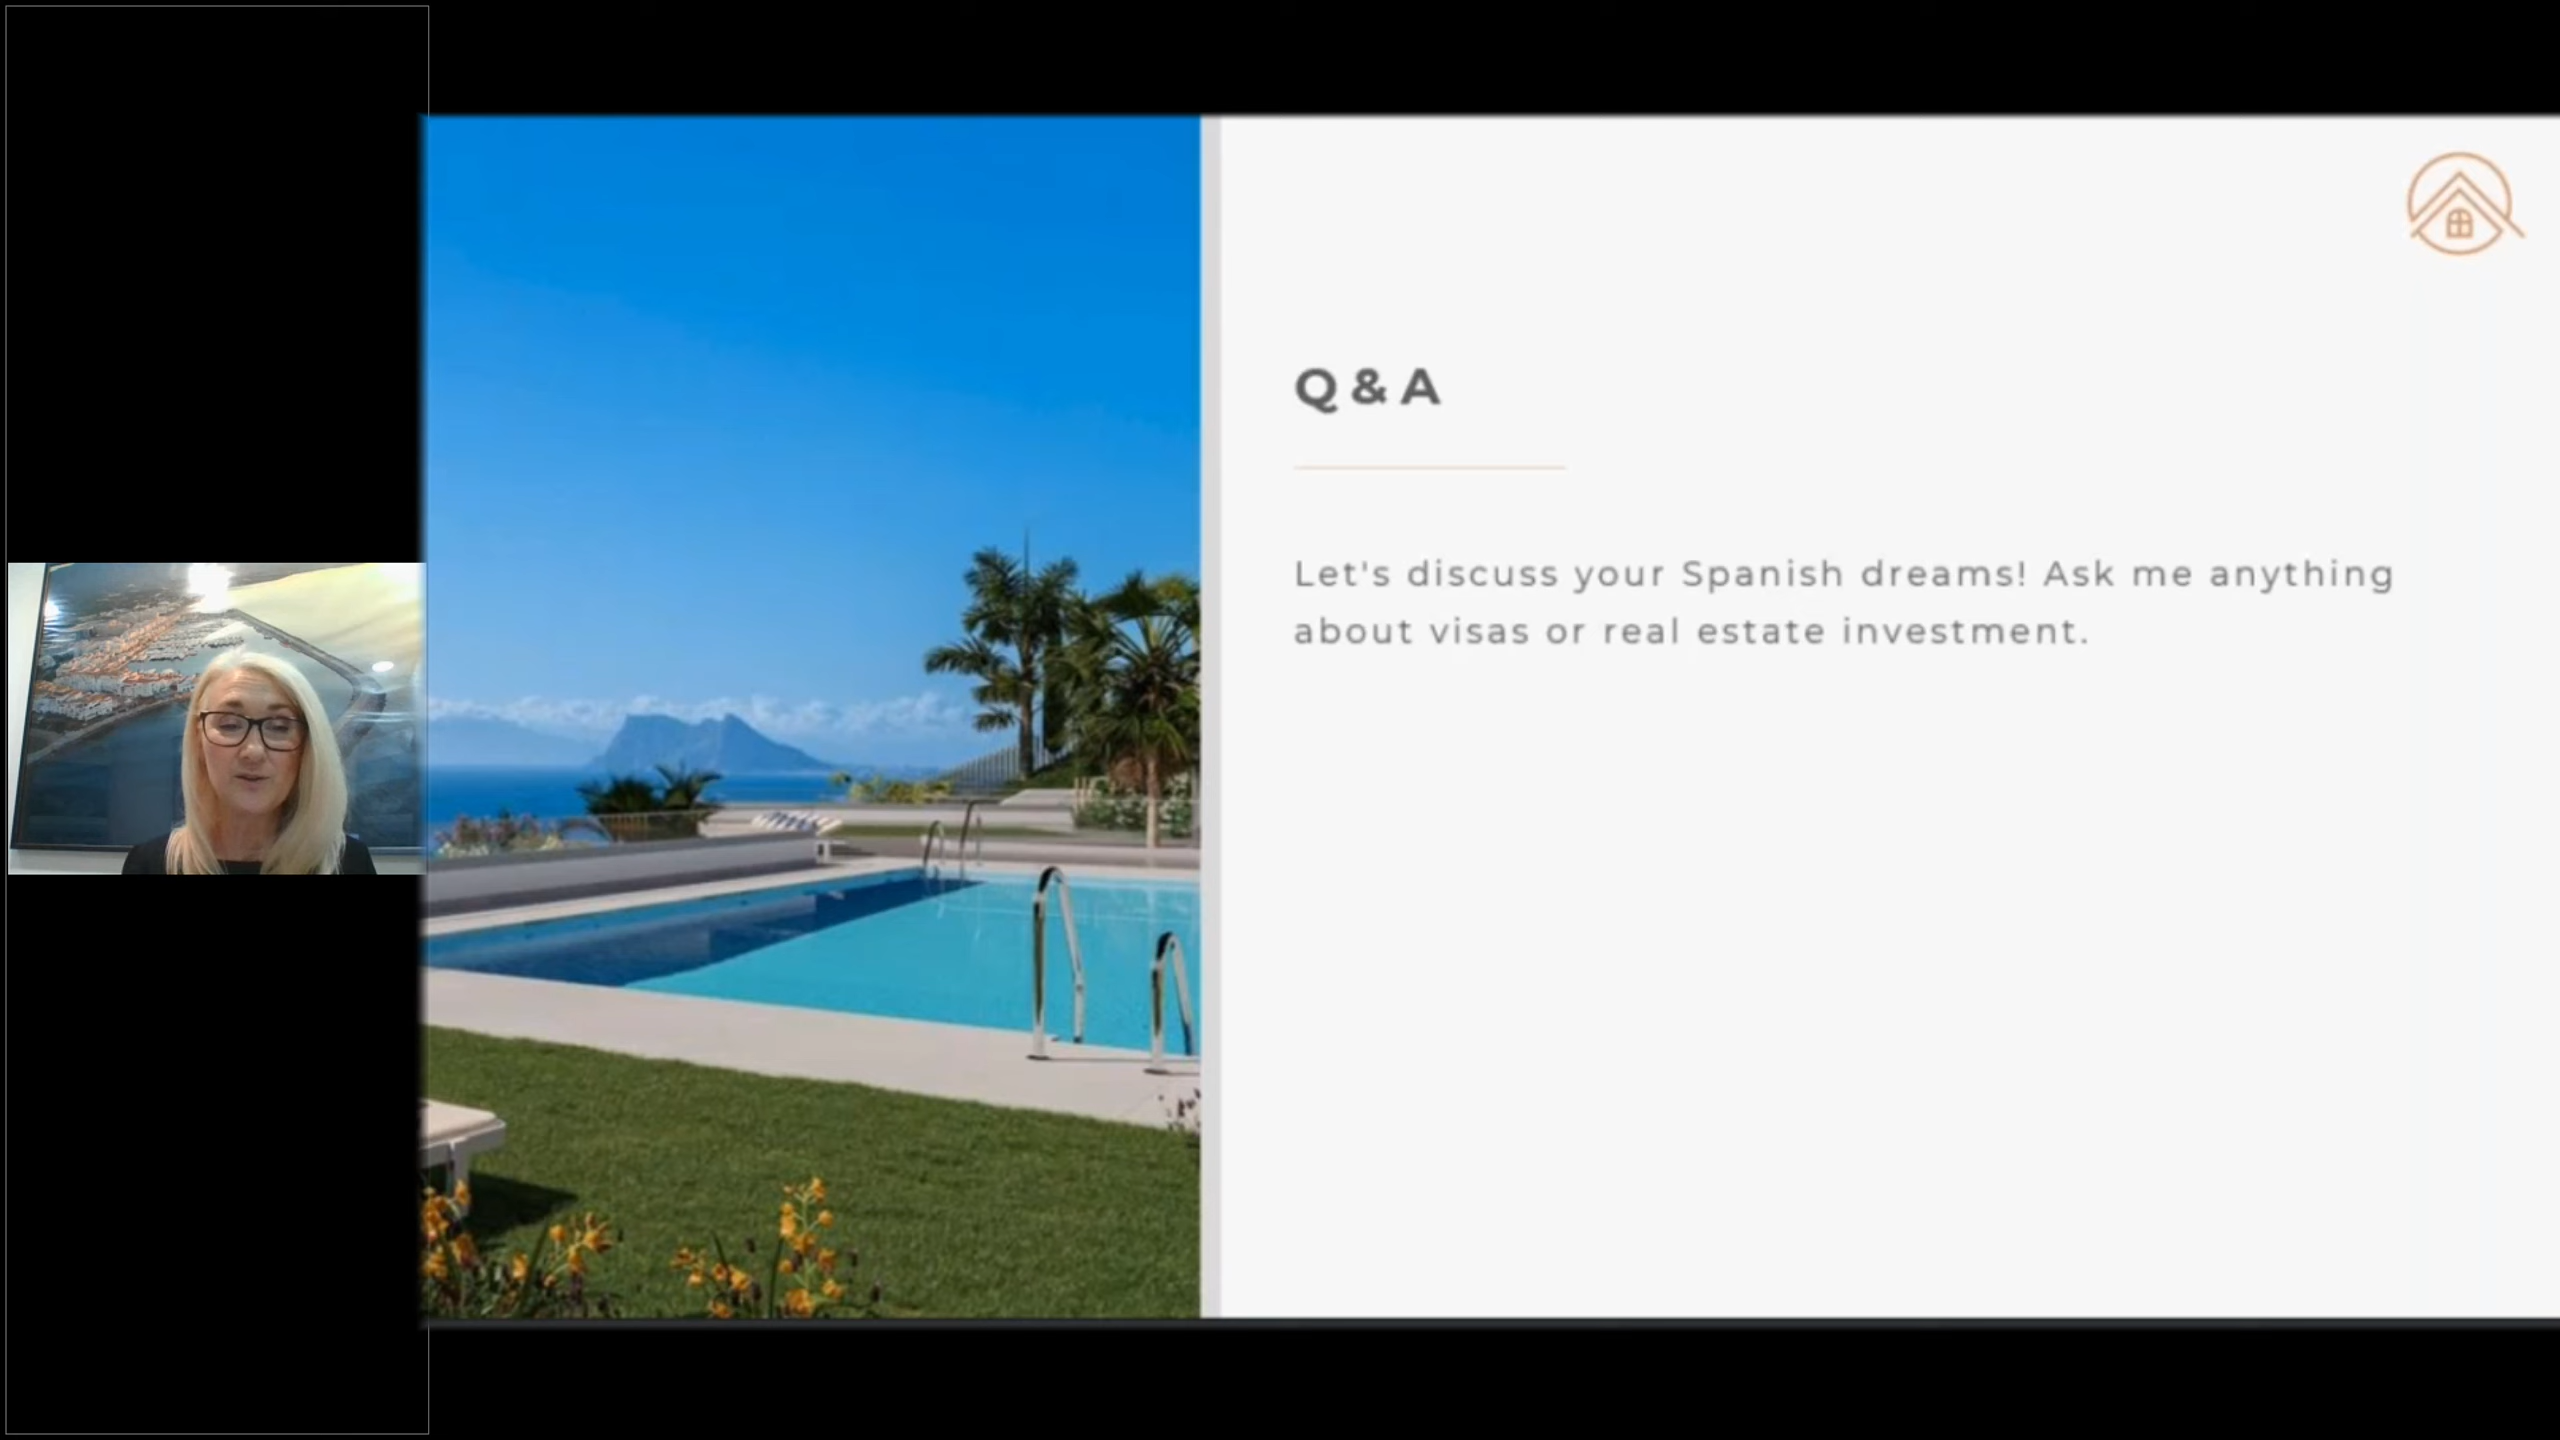 Q & A
Let's discuss your Spanish dreams! Ask me anything
about visas or real estate investment.